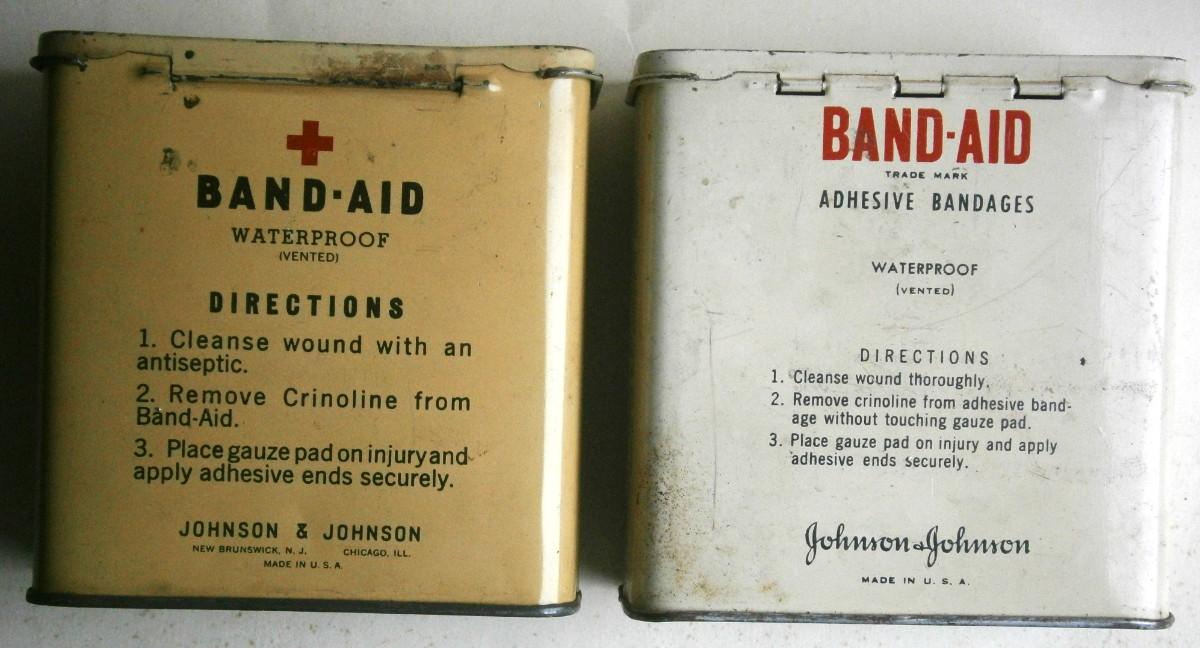 BAND-AID
WATERPROOF
(VENTED)
DIRECTIONS
1. Cleanse wound with an
antiseptic.
2. Remove Crinoline from
Band-Aid.
3. Place gauze pad on injury and
apply adhesive ends securely.
JOHNSON & JOHNSON
NEW BRUNSWICK, N. J. CHICAGO, ILL.
MADE IN U. S. A.
BAND-AID
TRADE MARK
ADHESIVE BANDAGES
WATERPROOF
(VENTED)
DIRECTIONS
1. Cleanse wound thoroughly.
2. Remove crinoline from adhesive band-
age without touching gauze pad.
3. Place gauze pad on injury and apply
adhesive ends securely.
Johnson & Johnson
MADE IN U. S. A.